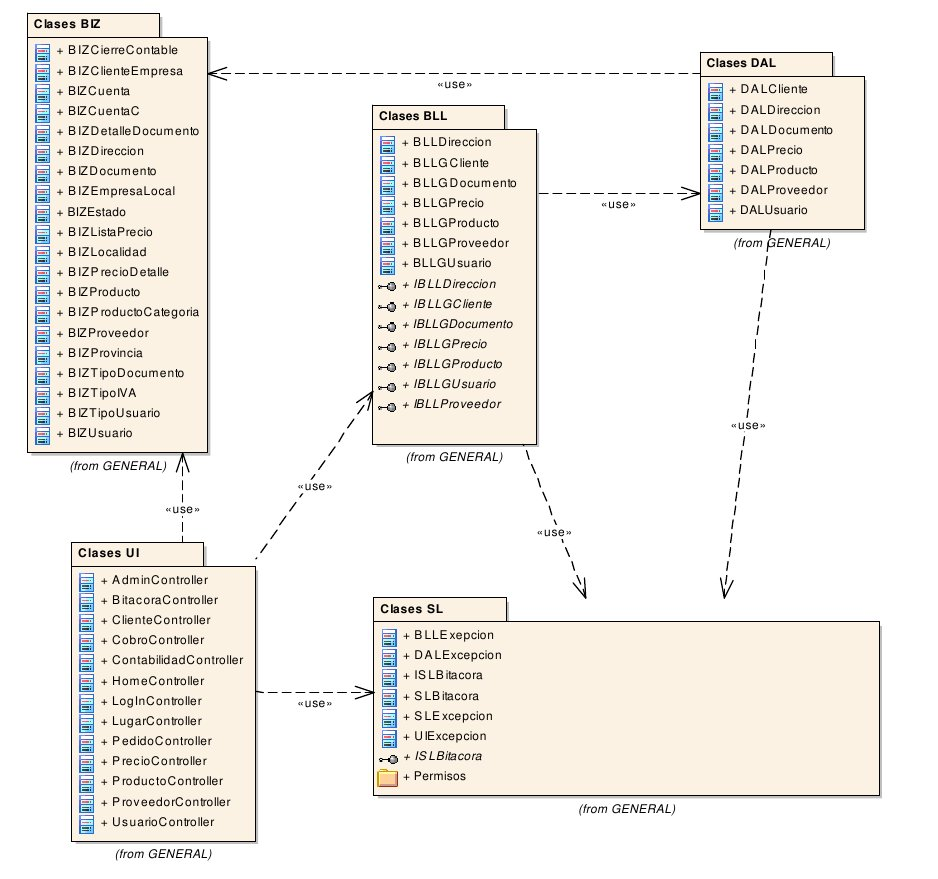 Clases BIZ
+ BIZCierreContable
+ BIZClienteEmpresa
+ BIZCuenta
+ BIZCuentaC
+ BIZDetalleDocumento
+ BIZDireccion
+ BIZDocumento
+ BIZEmpresaLocal
+ BIZEstado
+ BIZListaPrecio
+ BIZLocalidad
+ BIZPrecioDetalle
+ BIZProducto
+ BIZProductoCategoria
+ BIZProveedor
+ BIZProvincia
+ BIZTipoDocumento
+ BIZTipoIVA
+ BIZTipoUsuario
+ BIZUsuario
(from GENERAL)
«use»
Clases DAL
+ DALCliente
+ DALDireccion
+ DALDocumento
+ DALPrecio
+ DALProducto
+ DALProveedor
+ DALUsuario
(from GENERAL)
Clases BLL
+ BLLDireccion
+ BLLGCliente
+ BLLGDocumento
+ BLLGPrecio
+ BLLGProducto
+ BLLGProveedor
+ BLLGUsuario
+ IBLLDireccion
+ IBLLGCliente
+ IBLLGDocumento
+ IBLLGPrecio
+ IBLLGProducto
+ IBLLGUsuario
+ IBLLProveedor
(from GENERAL)
«use»
«use»
«use»
«use»
«use»
Clases UI
+ AdminController
+ BitacoraController
+ ClienteController
+ CobroController
+ ContabilidadController
+ HomeController
+ LogInController
+ LugarController
+ PedidoController
+ PrecioController
+ ProductoController
+ ProveedorController
+ UsuarioController
(from GENERAL)
«use»
Clases SL
+ BLLExepcion
+ DALExcepcion
+ ISLBitacora
+ SLBitacora
+ SLExcepcion
+ UIExcepcion
+ ISLBitacora
+ Permisos
(from GENERAL)